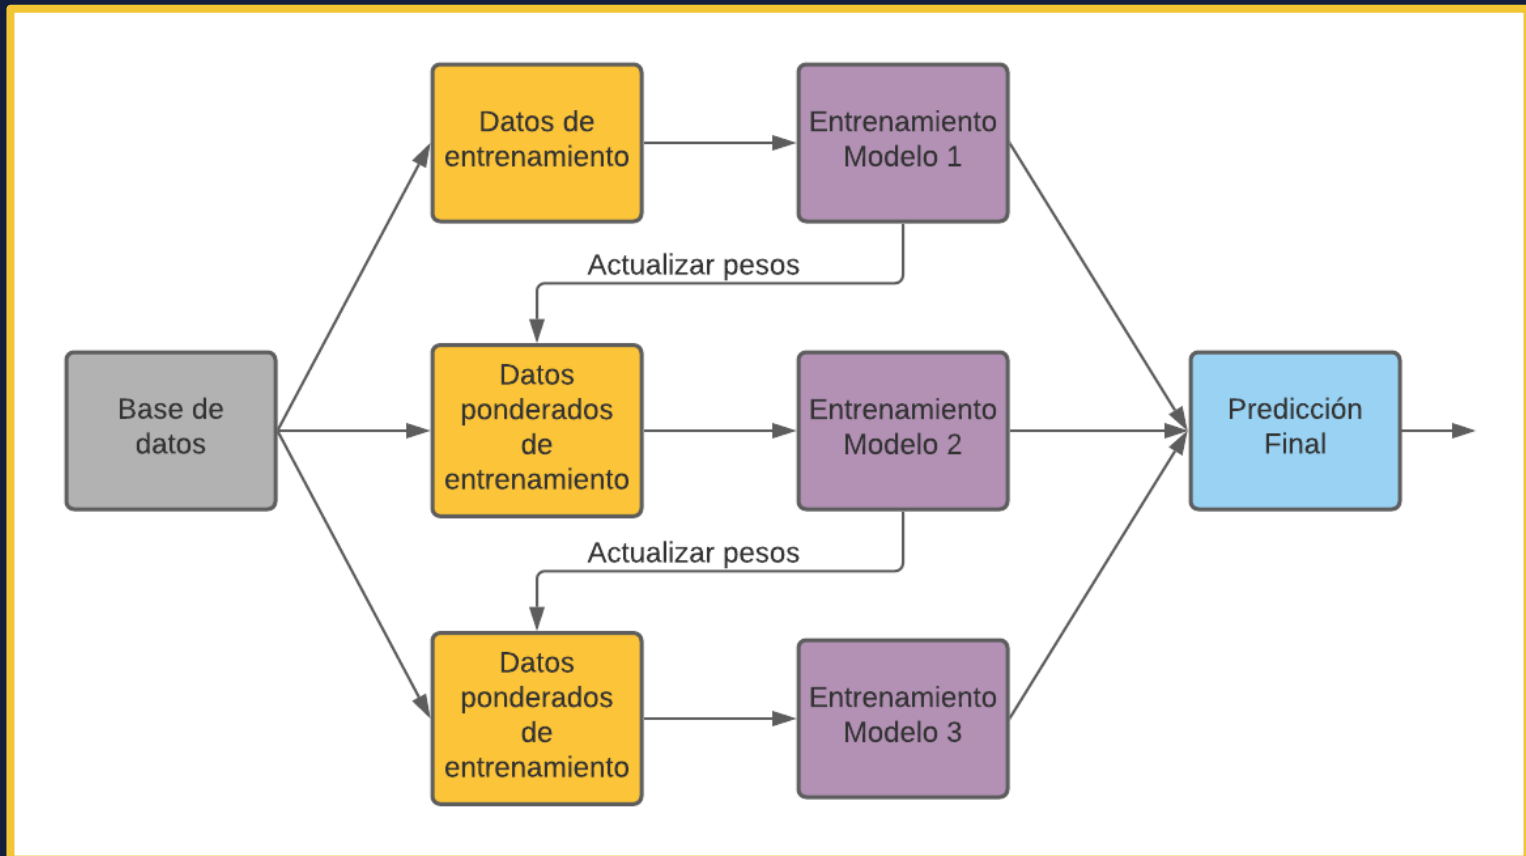 Datos de
entrenamiento
Entrenamiento
Modelo 1
Actualizar pesos
Base de
datos
Datos
ponderados
de
entrenamiento
Entrenamiento
Modelo 2
Predicción
Final
Actualizar pesos
Datos
ponderados
de
entrenamiento
Entrenamiento
Modelo 3